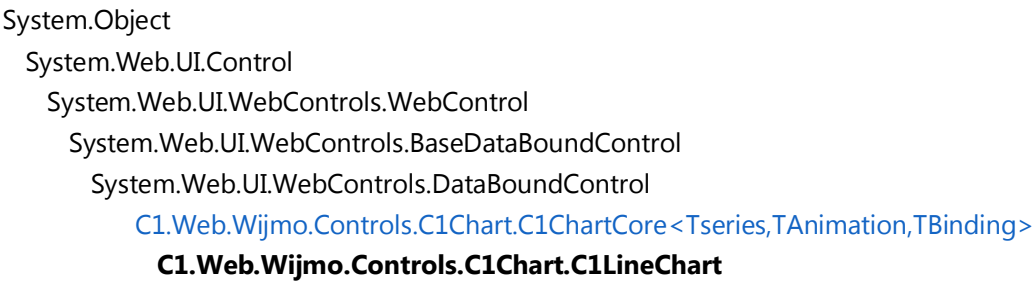 System.Object
System.Web.UI.Control
System.Web.UI.WebControls.WebControl
System.Web.UI.WebControls.BaseDataBoundControl
System.Web.UI.WebControls.DataBoundControl
C1.Web.Wijmo.Controls.C1Chart.C1ChartCore<Tseries,TAnimation,TBinding>
C1.Web.Wijmo.Controls.C1Chart.C1LineChart